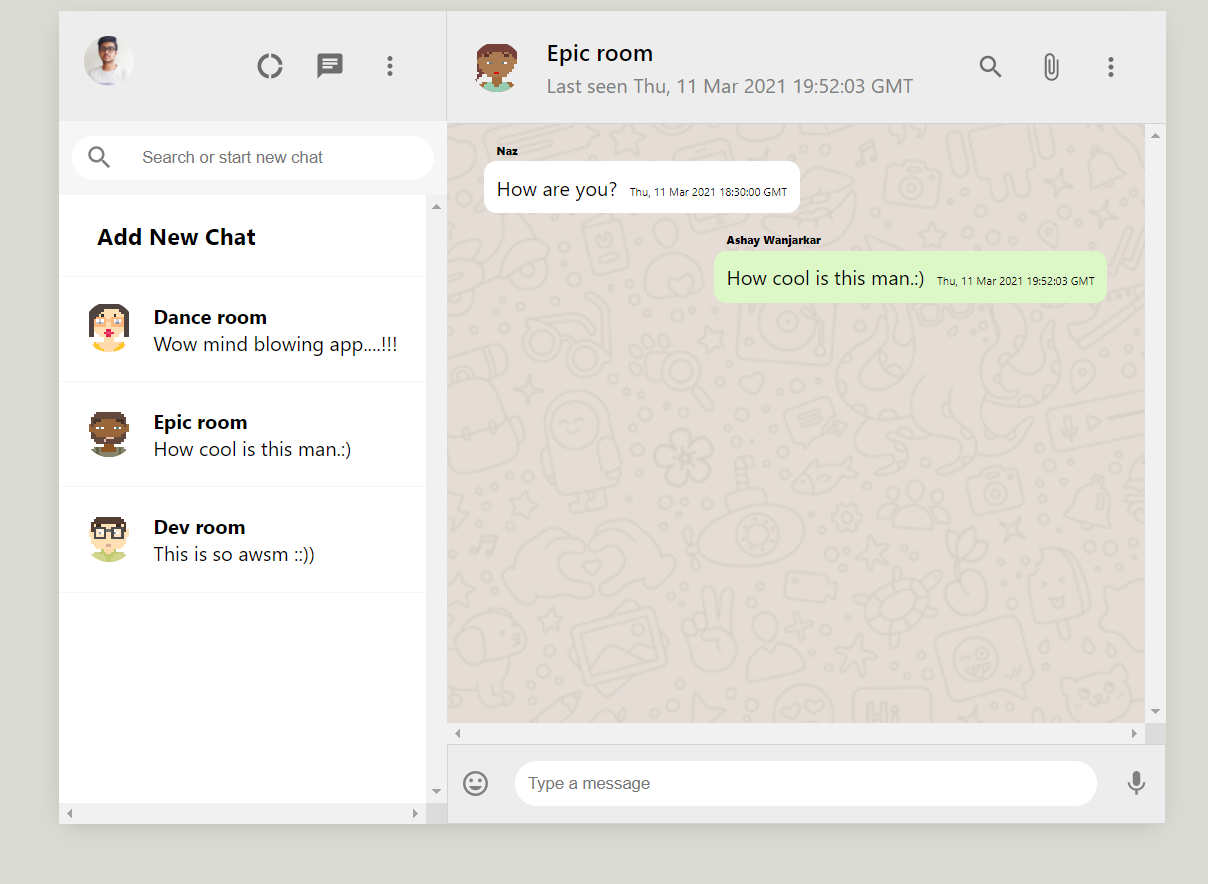 Epic room
Last seen Thu, 11 Mar 2021 19:52:03 GMT
Search or start new chat
Add New Chat
Dance room
Wow mind blowing app....!!!
Epic room
How cool is this man.:)
Dev room
This is so awsm ::))
Naz
How are you? Thu, 11 Mar 2021 18:30:00 GMT
Ashay Wanjarkar
How cool is this man.:) Thu, 11 Mar 2021 19:52:03 GMT
Hi
Type a message